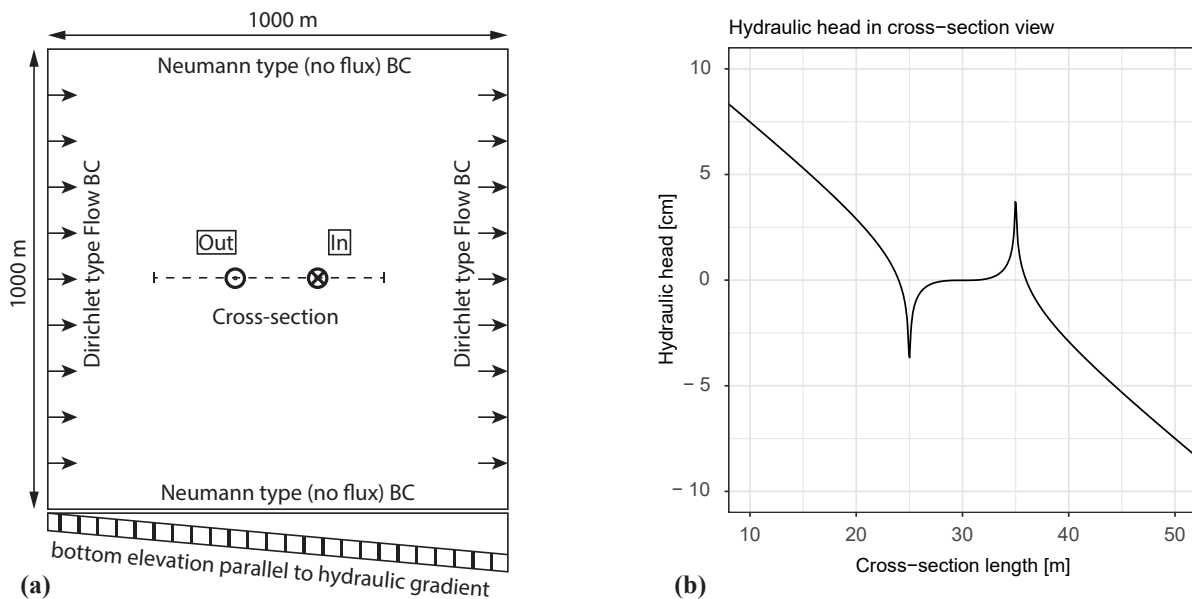 1000 m
Neumann type (no flux) BC
1000 m
Dirichlet type Flow BC
Dirichlet type Flow BC
Out
In
Cross-section
Neumann type (no flux) BC
bottom elevation parallel to hydraulic gradient
(a)
Hydraulic head in cross−section view
10
5
0
− 5
− 10
Hydraulic head [cm]
10
20
30
40
50
Cross−section length [m]
(b)